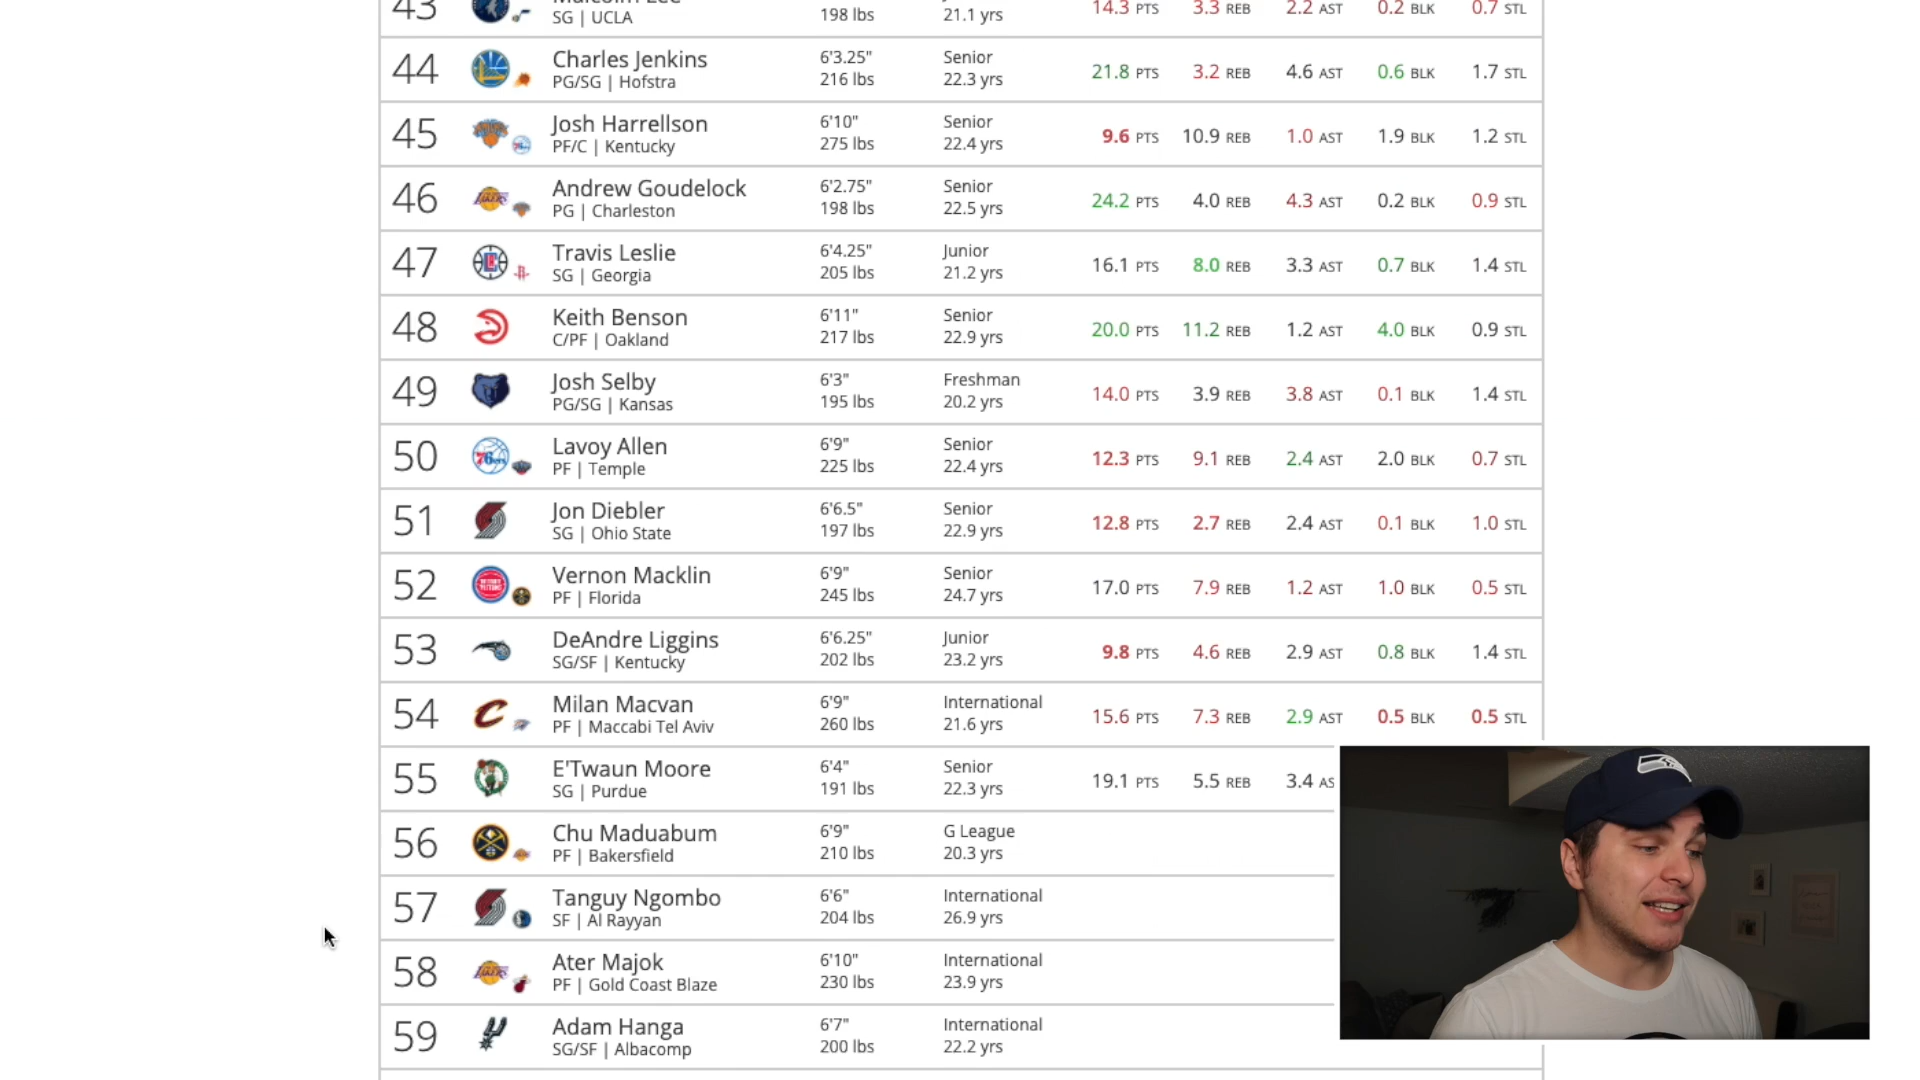 43
SG | UCLA
198 lbs
21.1 yrs
14.3 PTS 3.3 REB 2.2 AST 0.2 BLK 0.7 STL
44
Charles Jenkins
PG/SG | Hofstra
6'3.25"
216 lbs
Senior
22.3 yrs
21.8 PTS 3.2 REB 4.6 AST 0.6 BLK 1.7 STL
45
Josh Harrellson
PF/C | Kentucky
6'10"
275 lbs
Senior
22.4 yrs
9.6 PTS 10.9 REB 1.0 AST 1.9 BLK 1.2 STL
46
Andrew Goudelock
PG | Charleston
6'2.75"
198 lbs
Senior
22.5 yrs
24.2 PTS 4.0 REB 4.3 AST 0.2 BLK 0.9 STL
47
Travis Leslie
SG | Georgia
6'4.25"
205 lbs
Junior
21.2 yrs
16.1 PTS 8.0 REB 3.3 AST 0.7 BLK 1.4 STL
48
Keith Benson
C/PF | Oakland
6'11"
217 lbs
Senior
22.9 yrs
20.0 PTS 11.2 REB 1.2 AST 4.0 BLK 0.9 STL
49
Josh Selby
PG/SG | Kansas
6'3"
195 lbs
Freshman
20.2 yrs
14.0 PTS 3.9 REB 3.8 AST 0.1 BLK 1.4 STL
50
Lavoy Allen
PF | Temple
6'9"
225 lbs
Senior
22.4 yrs
12.3 PTS 9.1 REB 2.4 AST 2.0 BLK 0.7 STL
51
Jon Diebler
SG | Ohio State
6'6.5"
197 lbs
Senior
22.9 yrs
12.8 PTS 2.7 REB 2.4 AST 0.1 BLK 1.0 STL
52
Vernon Macklin
PF | Florida
6'9"
245 lbs
Senior
24.7 yrs
17.0 PTS 7.9 REB 1.2 AST 1.0 BLK 0.5 STL
53
DeAndre Liggins
SG/SF | Kentucky
6'6.25"
202 lbs
Junior
23.2 yrs
9.8 PTS 4.6 REB 2.9 AST 0.8 BLK 1.4 STL
54
Milan Macvan
PF | Maccabi Tel Aviv
6'9"
260 lbs
International
21.6 yrs
15.6 PTS 7.3 REB 2.9 AST 0.5 BLK 0.5 STL
55
E'Twaun Moore
SG | Purdue
6'4"
191 lbs
Senior
22.3 yrs
19.1 PTS 5.5 REB 3.4 AS
56
Chu Maduabum
PF | Bakersfield
6'9"
210 lbs
G League
20.3 yrs
57
Tanguy Ngombo
SF | Al Rayyan
6'6"
204 lbs
International
26.9 yrs
58
Ater Majok
PF | Gold Coast Blaze
6'10"
230 lbs
International
23.9 yrs
59
Adam Hanga
SG/SF | Albacomp
6'7"
200 lbs
International
22.2 yrs